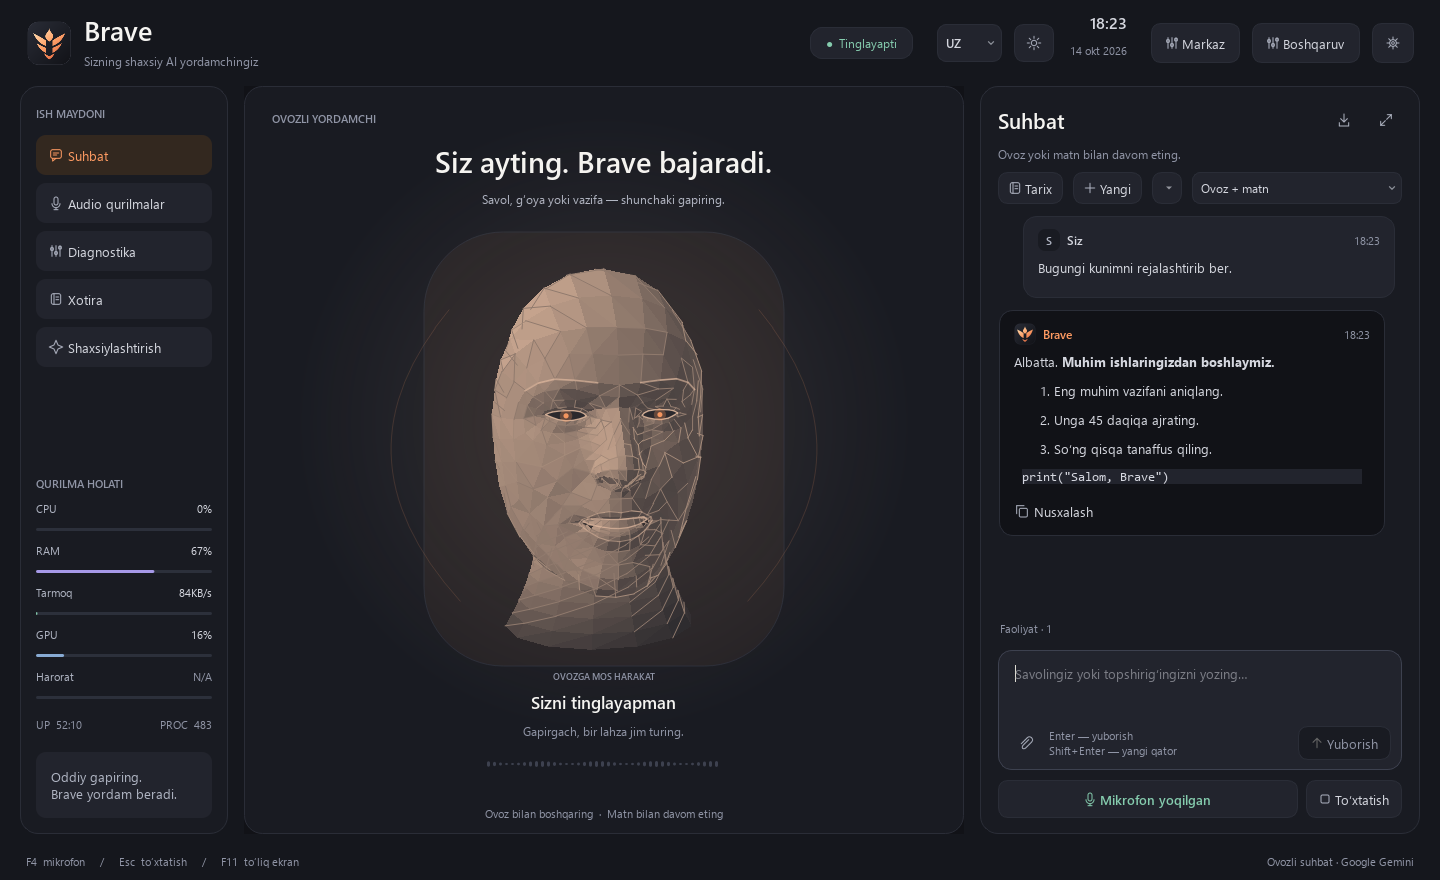 Brave
Sizning shaxsiy AI yordamchingiz
● Tinglayapti
UZ
18:23
14 okt 2026
Markaz
Boshqaruv
ISH MAYDONI
Suhbat
Audio qurilmalar
Diagnostika
Xotira
Shaxsiylashtirish
QURILMA HOLATI
CPU 0%
RAM 67%
Tarmoq 84KB/s
GPU 16%
Harorat N/A
UP 52:10 PROC 483
Oddiy gapiring.
Brave yordam beradi.
OVOZLI YORDAMCHI
Siz ayting. Brave bajaradi.
Savol, g‘oya yoki vazifa — shunchaki gapiring.
OVOZGA MOS HARAKAT
Sizni tinglayapman
Gapirgach, bir lahza jim turing.
Ovoz bilan boshqaring · Matn bilan davom eting
Suhbat
Ovoz yoki matn bilan davom eting.
Tarix
Yangi
Ovoz + matn
S Siz 18:23
Bugungi kunimni rejalashtirib ber.
Brave 18:23
Albatta. Muhim ishlaringizdan boshlaymiz.
1. Eng muhim vazifani aniqlang.
2. Unga 45 daqiqa ajrating.
3. So‘ng qisqa tanaffus qiling.
print("Salom, Brave")
Nusxalash
Faoliyat · 1
Savolingiz yoki topshirig‘ingizni yozing…
Enter — yuborish
Shift+Enter — yangi qator
Yuborish
Mikrofon yoqilgan
To‘xtatish
F4 mikrofon / Esc to‘xtatish / F11 to‘liq ekran
Ovozli suhbat · Google Gemini